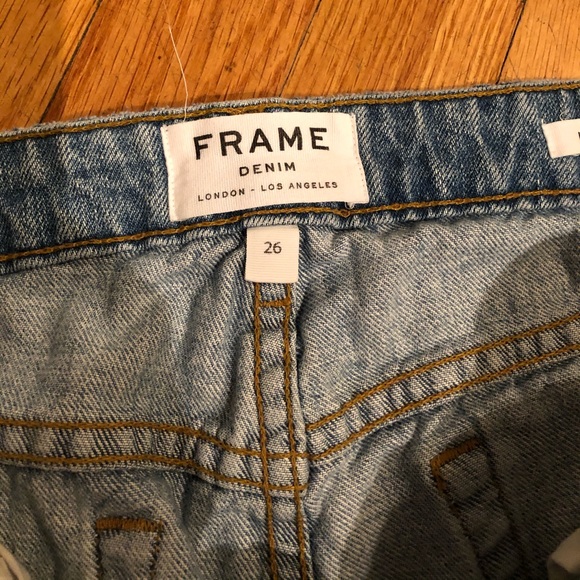 FRAME
DENIM
LONDON - LOS ANGELES
26